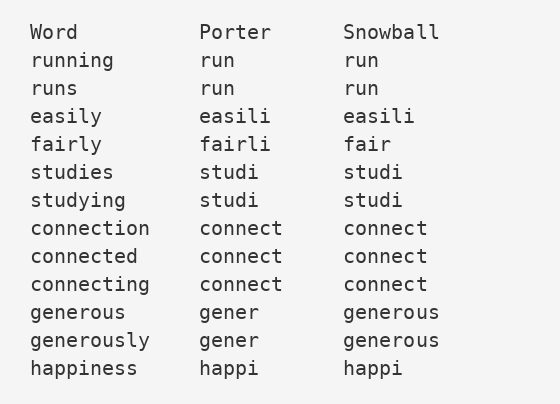 Word Porter Snowball
running run run
runs run run
easily easili easili
fairly fairli fair
studies studi studi
studying studi studi
connection connect connect
connected connect connect
connecting connect connect
generous gener generous
generously gener generous
happiness happi happi